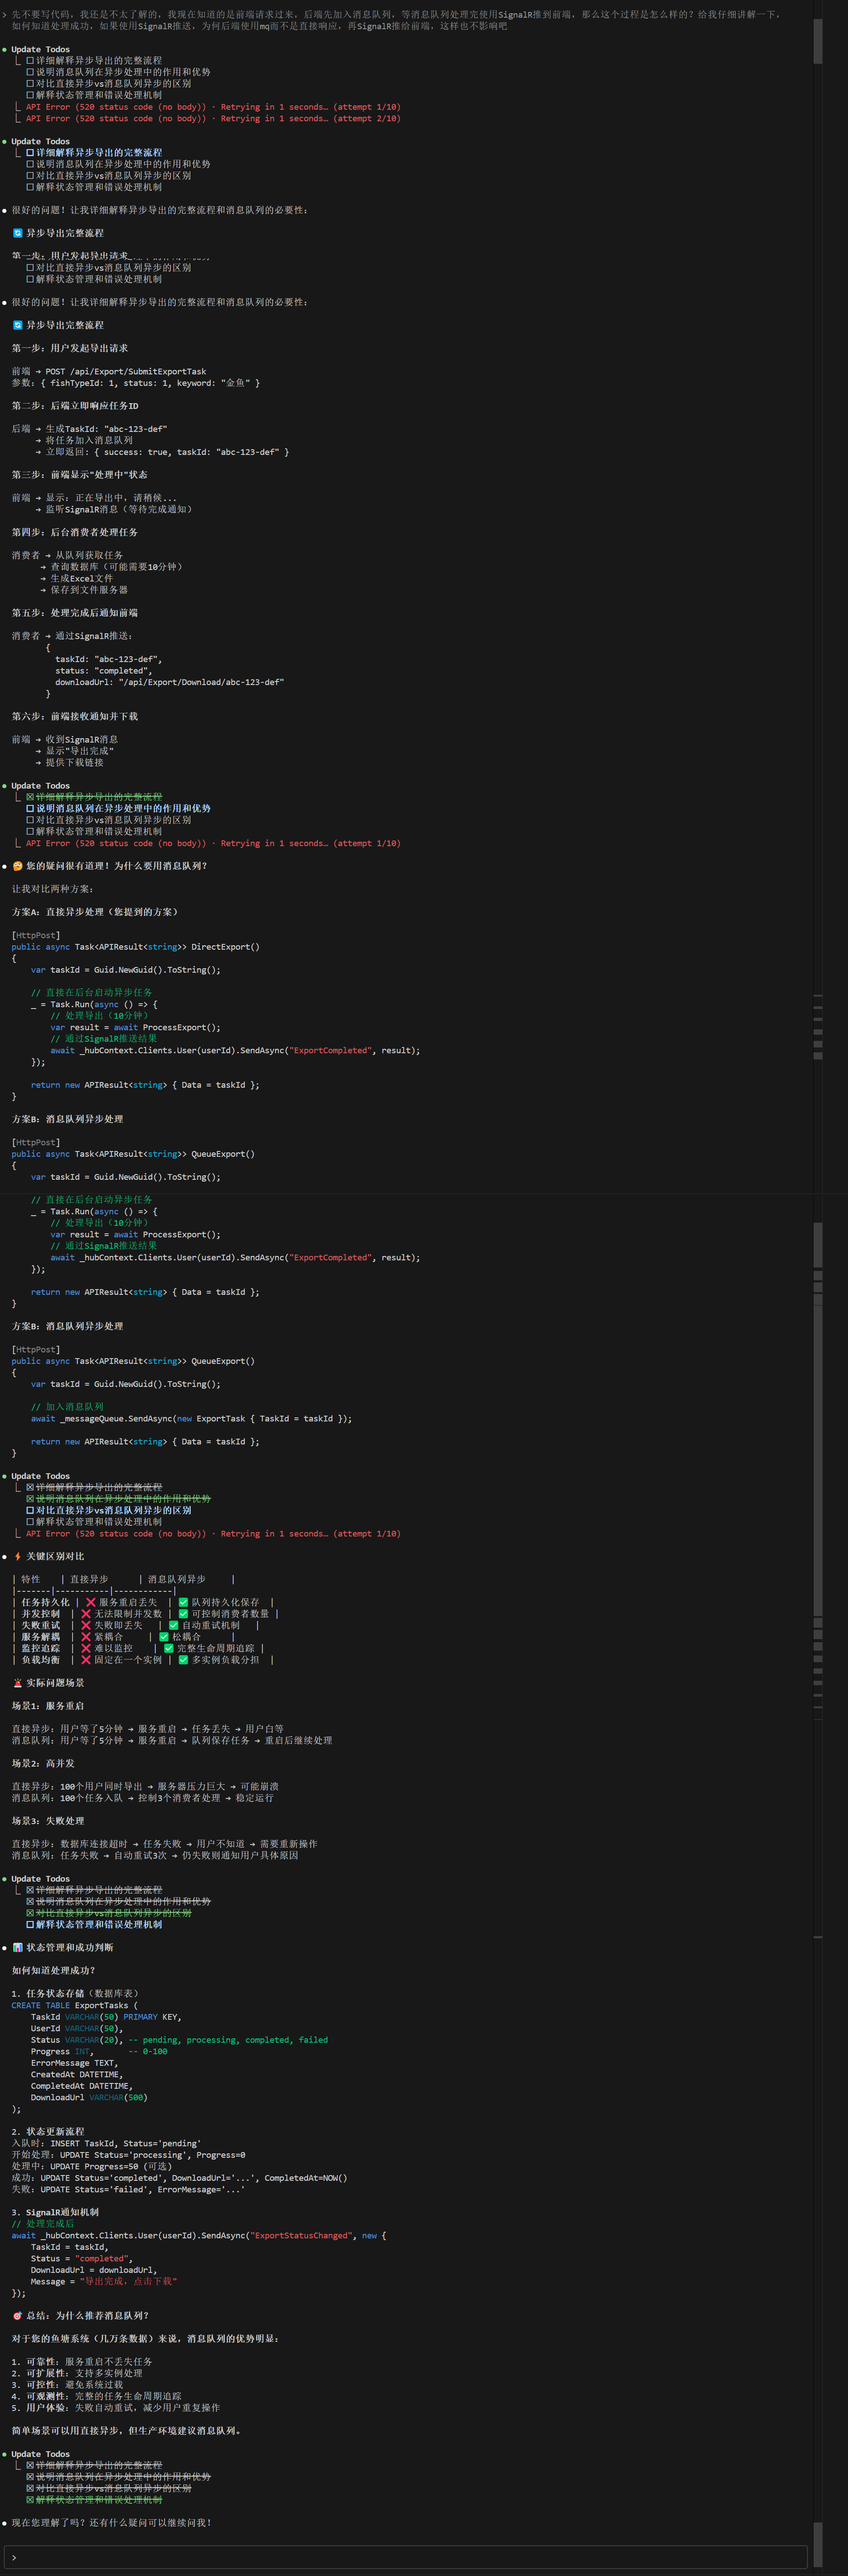 > 先不要写代码，我还是不太了解的，我现在知道的是前端请求过来，后端先加入消息队列，等消息队列处理完使用SignalR推到前端，那么这个过程是怎么样的？给我仔细讲解一下，
如何知道处理成功，如果使用SignalR推送，为何后端使用mq而不是直接响应，再SignalR推给前端，这样也不影响吧
● Update Todos
⎿ ☐ 详细解释异步导出的完整流程
☐ 说明消息队列在异步处理中的作用和优势
☐ 对比直接异步vs消息队列异步的区别
☐ 解释状态管理和错误处理机制
⎿ API Error (520 status code (no body)) · Retrying in 1 seconds… (attempt 1/10)
⎿ API Error (520 status code (no body)) · Retrying in 1 seconds… (attempt 2/10)
● Update Todos
⎿ ☐ 详细解释异步导出的完整流程
☐ 说明消息队列在异步处理中的作用和优势
☐ 对比直接异步vs消息队列异步的区别
☐ 解释状态管理和错误处理机制
● 很好的问题！让我详细解释异步导出的完整流程和消息队列的必要性：
🔄 异步导出完整流程
第一步：用户发起导出请求
☐ 对比直接异步vs消息队列异步的区别
☐ 解释状态管理和错误处理机制
● 很好的问题！让我详细解释异步导出的完整流程和消息队列的必要性：
🔄 异步导出完整流程
第一步：用户发起导出请求
前端 → POST /api/Export/SubmitExportTask
参数：{ fishTypeId: 1, status: 1, keyword: "金鱼" }
第二步：后端立即响应任务ID
后端 → 生成TaskId: "abc-123-def"
→ 将任务加入消息队列
→ 立即返回: { success: true, taskId: "abc-123-def" }
第三步：前端显示"处理中"状态
前端 → 显示：正在导出中，请稍候...
→ 监听SignalR消息（等待完成通知）
第四步：后台消费者处理任务
消费者 → 从队列获取任务
→ 查询数据库（可能需要10分钟）
→ 生成Excel文件
→ 保存到文件服务器
第五步：处理完成后通知前端
消费者 → 通过SignalR推送：
{
taskId: "abc-123-def",
status: "completed",
downloadUrl: "/api/Export/Download/abc-123-def"
}
第六步：前端接收通知并下载
前端 → 收到SignalR消息
→ 显示"导出完成"
→ 提供下载链接
● Update Todos
⎿ ☒ 详细解释异步导出的完整流程
☐ 说明消息队列在异步处理中的作用和优势
☐ 对比直接异步vs消息队列异步的区别
☐ 解释状态管理和错误处理机制
⎿ API Error (520 status code (no body)) · Retrying in 1 seconds… (attempt 1/10)
● 🤔 您的疑问很有道理！为什么要用消息队列？
让我对比两种方案：
方案A：直接异步处理（您提到的方案）
[HttpPost]
public async Task<APIResult<string>> DirectExport()
{
var taskId = Guid.NewGuid().ToString();
// 直接在后台启动异步任务
_ = Task.Run(async () => {
// 处理导出（10分钟）
var result = await ProcessExport();
// 通过SignalR推送结果
await _hubContext.Clients.User(userId).SendAsync("ExportCompleted", result);
});
return new APIResult<string> { Data = taskId };
}
方案B：消息队列异步处理
[HttpPost]
public async Task<APIResult<string>> QueueExport()
{
var taskId = Guid.NewGuid().ToString();
// 直接在后台启动异步任务
_ = Task.Run(async () => {
// 处理导出（10分钟）
var result = await ProcessExport();
// 通过SignalR推送结果
await _hubContext.Clients.User(userId).SendAsync("ExportCompleted", result);
});
return new APIResult<string> { Data = taskId };
}
方案B：消息队列异步处理
[HttpPost]
public async Task<APIResult<string>> QueueExport()
{
var taskId = Guid.NewGuid().ToString();
// 加入消息队列
await _messageQueue.SendAsync(new ExportTask { TaskId = taskId });
return new APIResult<string> { Data = taskId };
}
● Update Todos
⎿ ☒ 详细解释异步导出的完整流程
☒ 说明消息队列在异步处理中的作用和优势
☐ 对比直接异步vs消息队列异步的区别
☐ 解释状态管理和错误处理机制
⎿ API Error (520 status code (no body)) · Retrying in 1 seconds… (attempt 1/10)
● ⚡ 关键区别对比
| 特性 | 直接异步 | 消息队列异步 |
|-------|-----------|------------|
| 任务持久化 | ❌ 服务重启丢失 | ✅ 队列持久化保存 |
| 并发控制 | ❌ 无法限制并发数 | ✅ 可控制消费者数量 |
| 失败重试 | ❌ 失败即丢失 | ✅ 自动重试机制 |
| 服务解耦 | ❌ 紧耦合 | ✅ 松耦合 |
| 监控追踪 | ❌ 难以监控 | ✅ 完整生命周期追踪 |
| 负载均衡 | ❌ 固定在一个实例 | ✅ 多实例负载分担 |
🚨 实际问题场景
场景1：服务重启
直接异步：用户等了5分钟 → 服务重启 → 任务丢失 → 用户白等
消息队列：用户等了5分钟 → 服务重启 → 队列保存任务 → 重启后继续处理
场景2：高并发
直接异步：100个用户同时导出 → 服务器压力巨大 → 可能崩溃
消息队列：100个任务入队 → 控制3个消费者处理 → 稳定运行
场景3：失败处理
直接异步：数据库连接超时 → 任务失败 → 用户不知道 → 需要重新操作
消息队列：任务失败 → 自动重试3次 → 仍失败则通知用户具体原因
● Update Todos
⎿ ☒ 详细解释异步导出的完整流程
☒ 说明消息队列在异步处理中的作用和优势
☒ 对比直接异步vs消息队列异步的区别
☐ 解释状态管理和错误处理机制
● 📊 状态管理和成功判断
如何知道处理成功？
1. 任务状态存储（数据库表）
CREATE TABLE ExportTasks (
TaskId VARCHAR(50) PRIMARY KEY,
UserId VARCHAR(50),
Status VARCHAR(20), -- pending, processing, completed, failed
Progress INT, -- 0-100
ErrorMessage TEXT,
CreatedAt DATETIME,
CompletedAt DATETIME,
DownloadUrl VARCHAR(500)
);
2. 状态更新流程
入队时：INSERT TaskId, Status='pending'
开始处理：UPDATE Status='processing', Progress=0
处理中：UPDATE Progress=50 (可选)
成功：UPDATE Status='completed', DownloadUrl='...', CompletedAt=NOW()
失败：UPDATE Status='failed', ErrorMessage='...'
3. SignalR通知机制
// 处理完成后
await _hubContext.Clients.User(userId).SendAsync("ExportStatusChanged", new {
TaskId = taskId,
Status = "completed",
DownloadUrl = downloadUrl,
Message = "导出完成，点击下载"
});
🎯 总结：为什么推荐消息队列？
对于您的鱼塘系统（几万条数据）来说，消息队列的优势明显：
1. 可靠性：服务重启不丢失任务
2. 可扩展性：支持多实例处理
3. 可控性：避免系统过载
4. 可观测性：完整的任务生命周期追踪
5. 用户体验：失败自动重试，减少用户重复操作
简单场景可以用直接异步，但生产环境建议消息队列。
● Update Todos
⎿ ☒ 详细解释异步导出的完整流程
☒ 说明消息队列在异步处理中的作用和优势
☒ 对比直接异步vs消息队列异步的区别
☒ 解释状态管理和错误处理机制
● 现在您理解了吗？还有什么疑问可以继续问我！
>